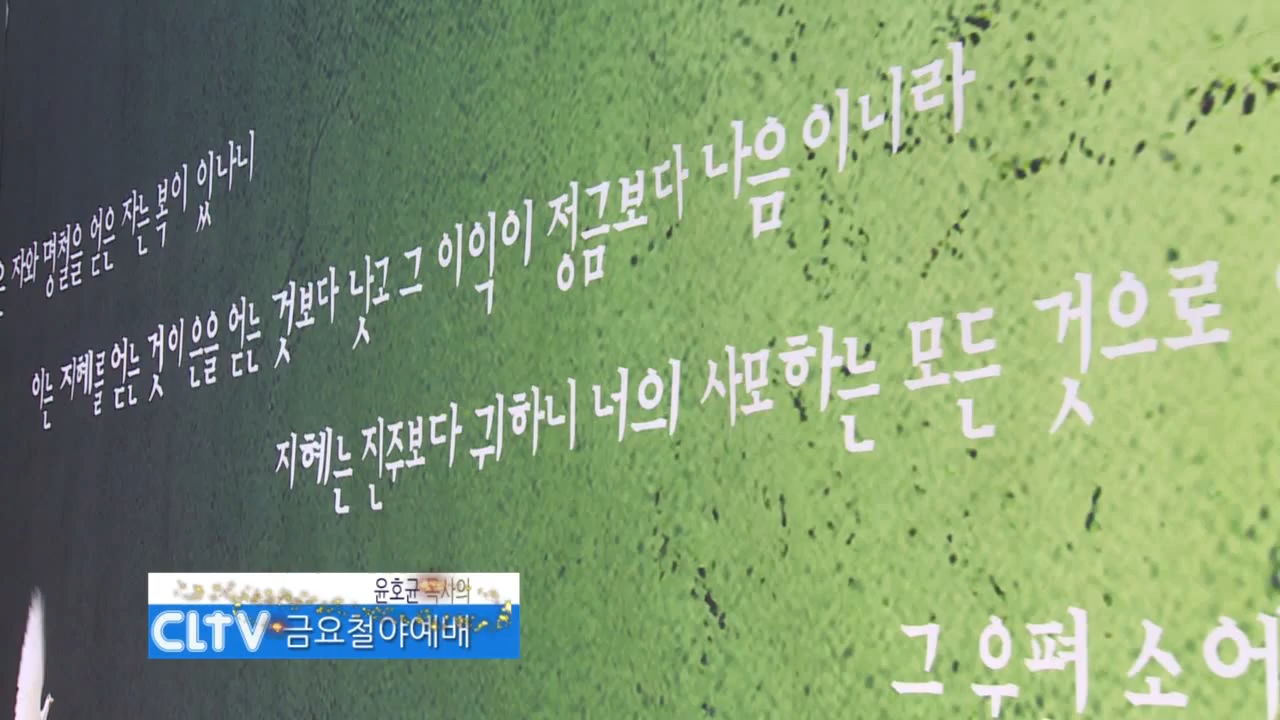 자와 명철을 얻은 자는 복이 있나니
이는 지혜를 얻는 것이 은을 얻는 것보다 낫고 그 이익이 정금보다 나음이니라
지혜는 진주보다 귀하니 너의 사모하는 모든 것으로
그 우편 소
윤호균 목사의
CLTV 금요철야예배